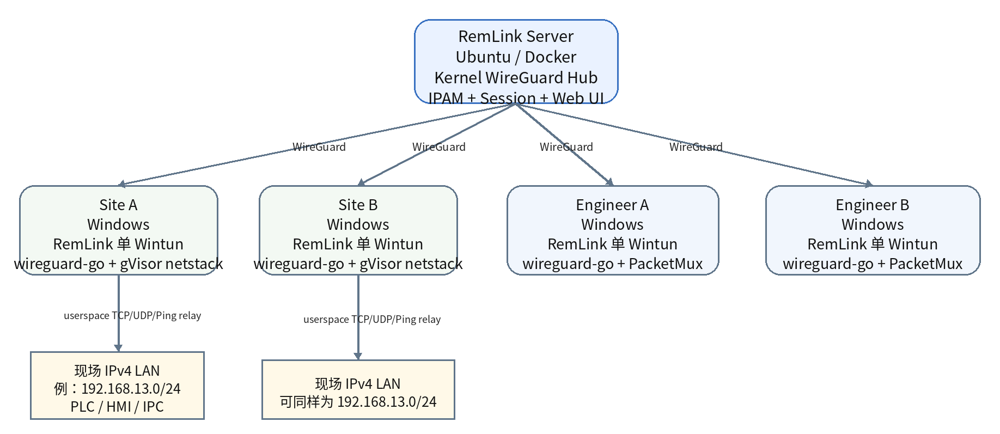 RemLink Server
Ubuntu / Docker
Kernel WireGuard Hub
IPAM + Session + Web UI
WireGuard
WireGuard
WireGuard
WireGuard
Site A
Windows
RemLink 单 Wintun
wireguard-go + gVisor netstack
Site B
Windows
RemLink 单 Wintun
wireguard-go + gVisor netstack
Engineer A
Windows
RemLink 单 Wintun
wireguard-go + PacketMux
Engineer B
Windows
RemLink 单 Wintun
wireguard-go + PacketMux
userspace TCP/UDP/Ping relay
userspace TCP/UDP/Ping relay
现场 IPv4 LAN
例：192.168.13.0/24
PLC / HMI / IPC
现场 IPv4 LAN
可同样为 192.168.13.0/24